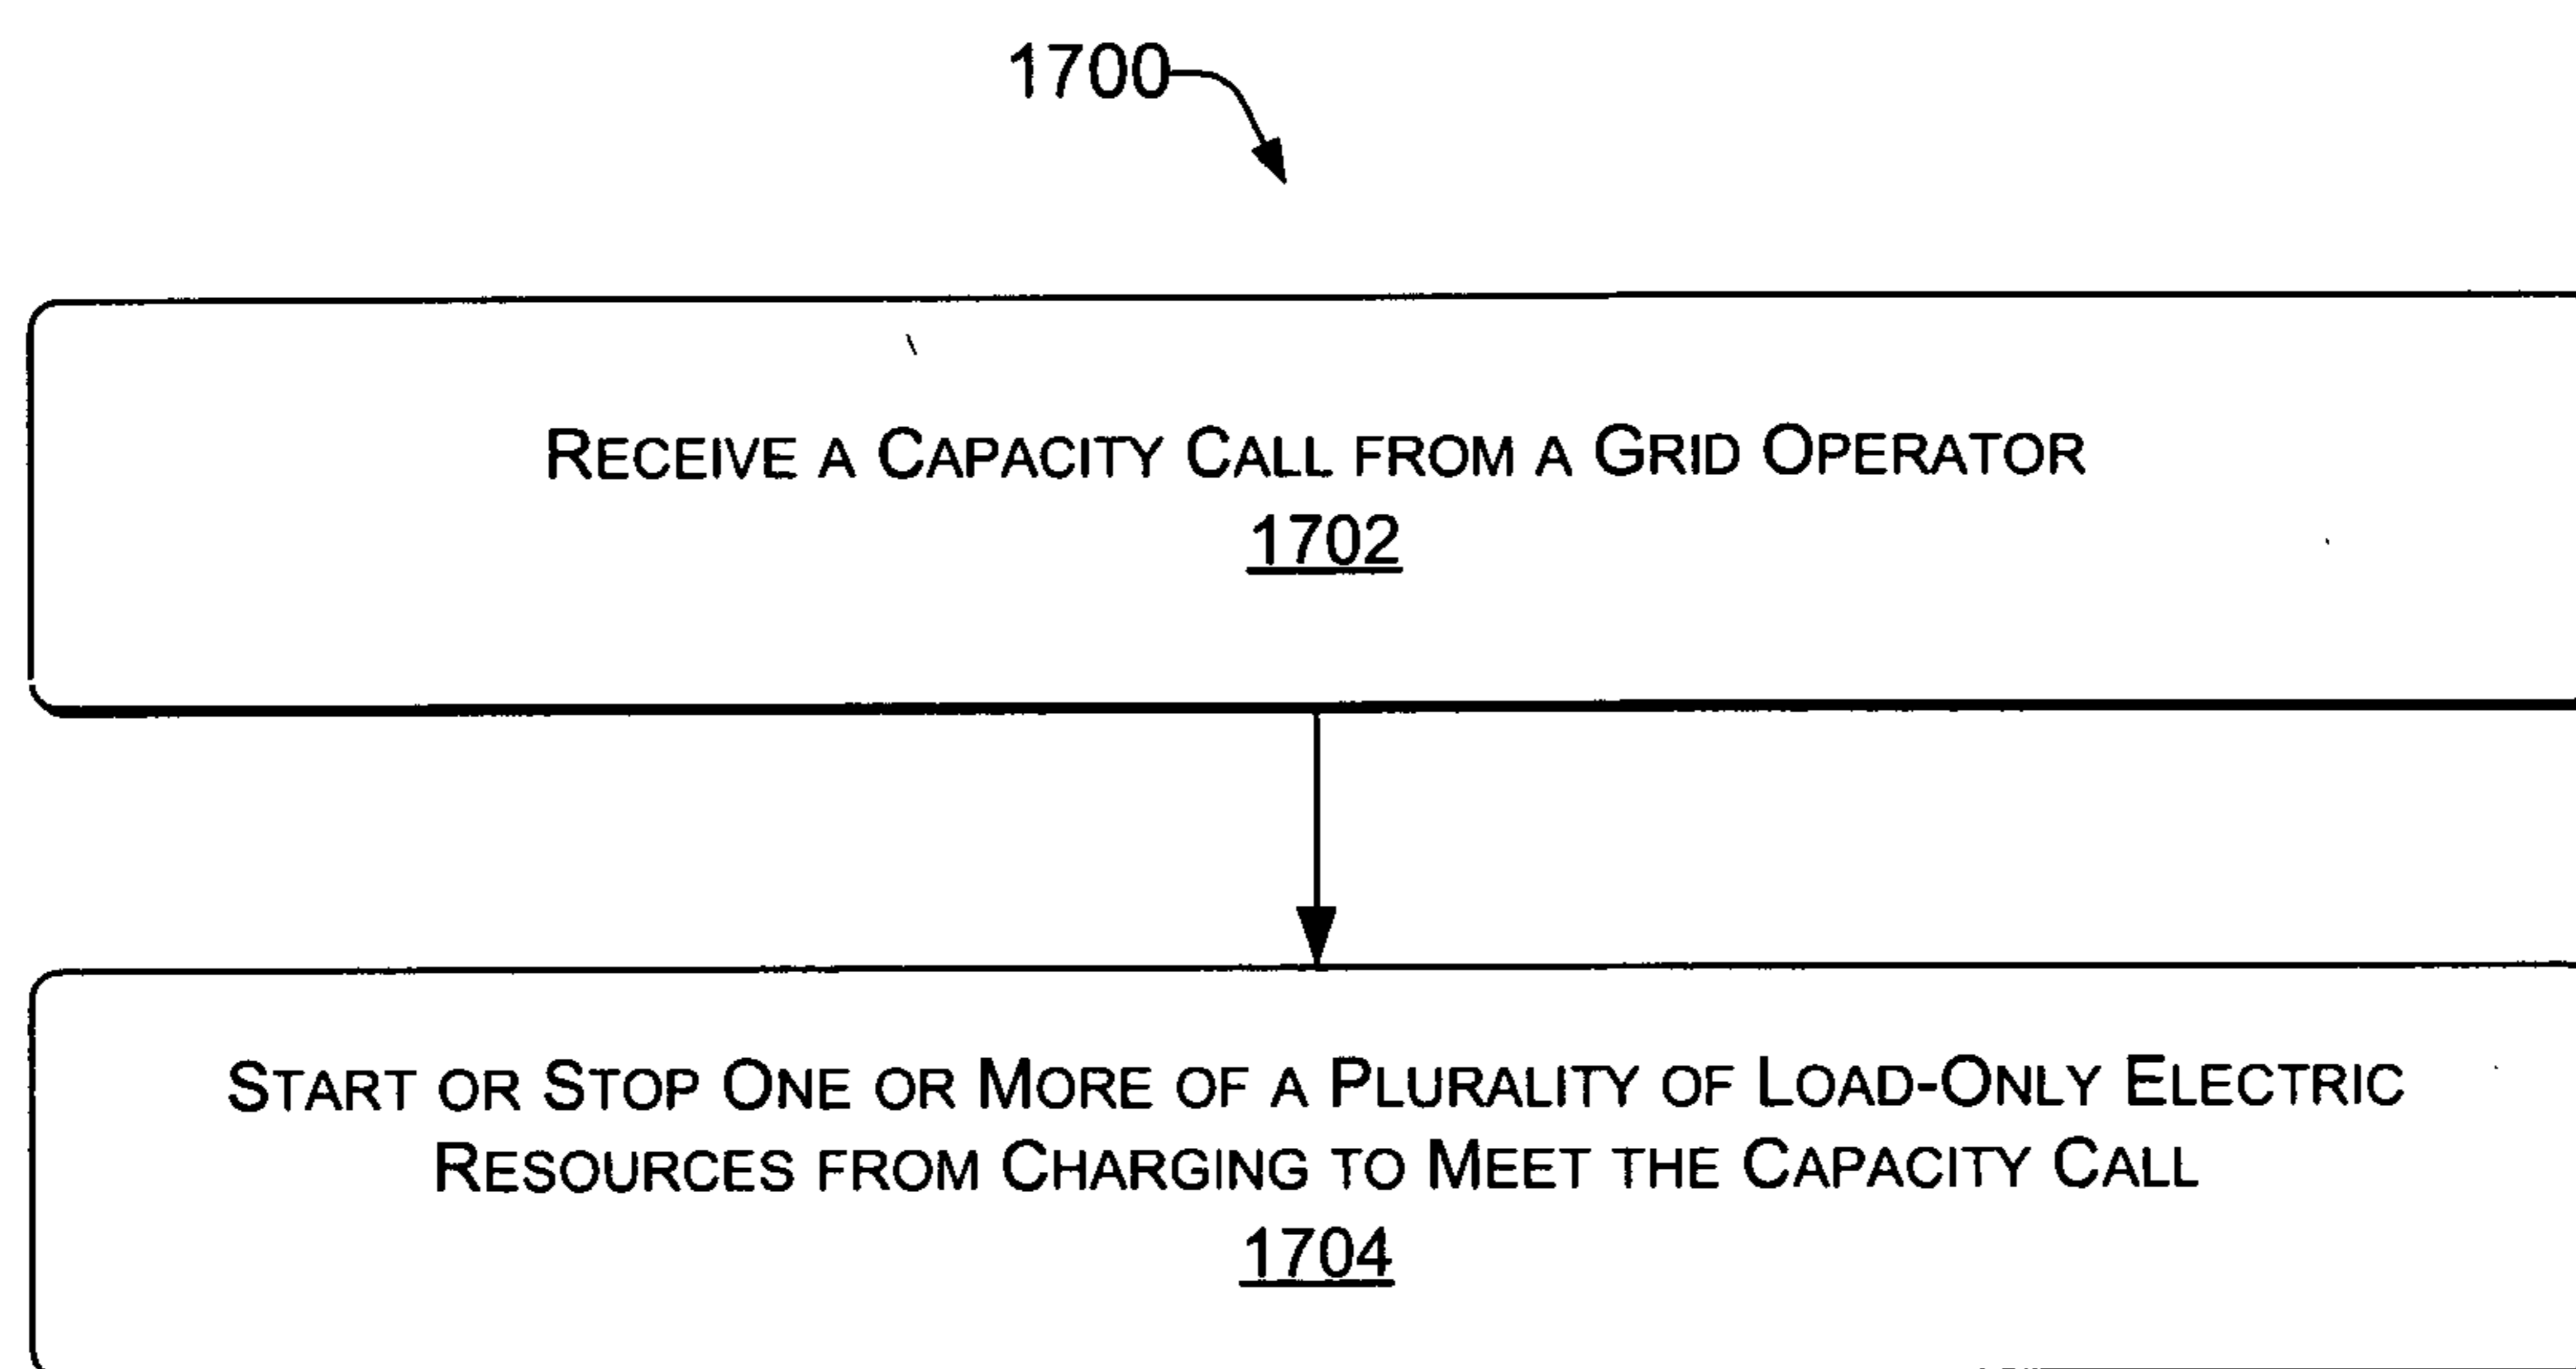 1700
RECEIVE A CAPACITY CALL FROM A GRID OPERATOR
1702
START OR STOP ONE OR MORE OF A PLURALITY OF LOAD-ONLY ELECTRIC
RESOURCES FROM CHARGING TO MEET THE CAPACITY CALL
1704